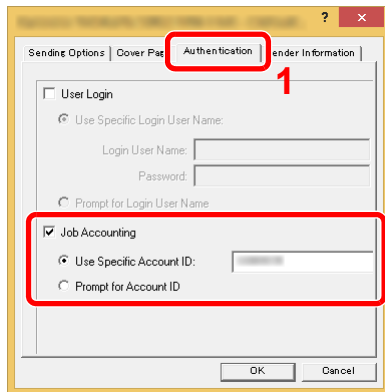 ?
Sending Options Cover Pag Authentication ender Information
1
User Login
Use Specific Login User Name:
Login User Name:
Password:
Prompt for Login User Name
Job Accounting
Use Specific Account ID:
Prompt for Account ID
OK Cancel